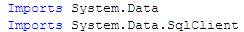 Imports System.Data
Imports System.Data.SqlClient